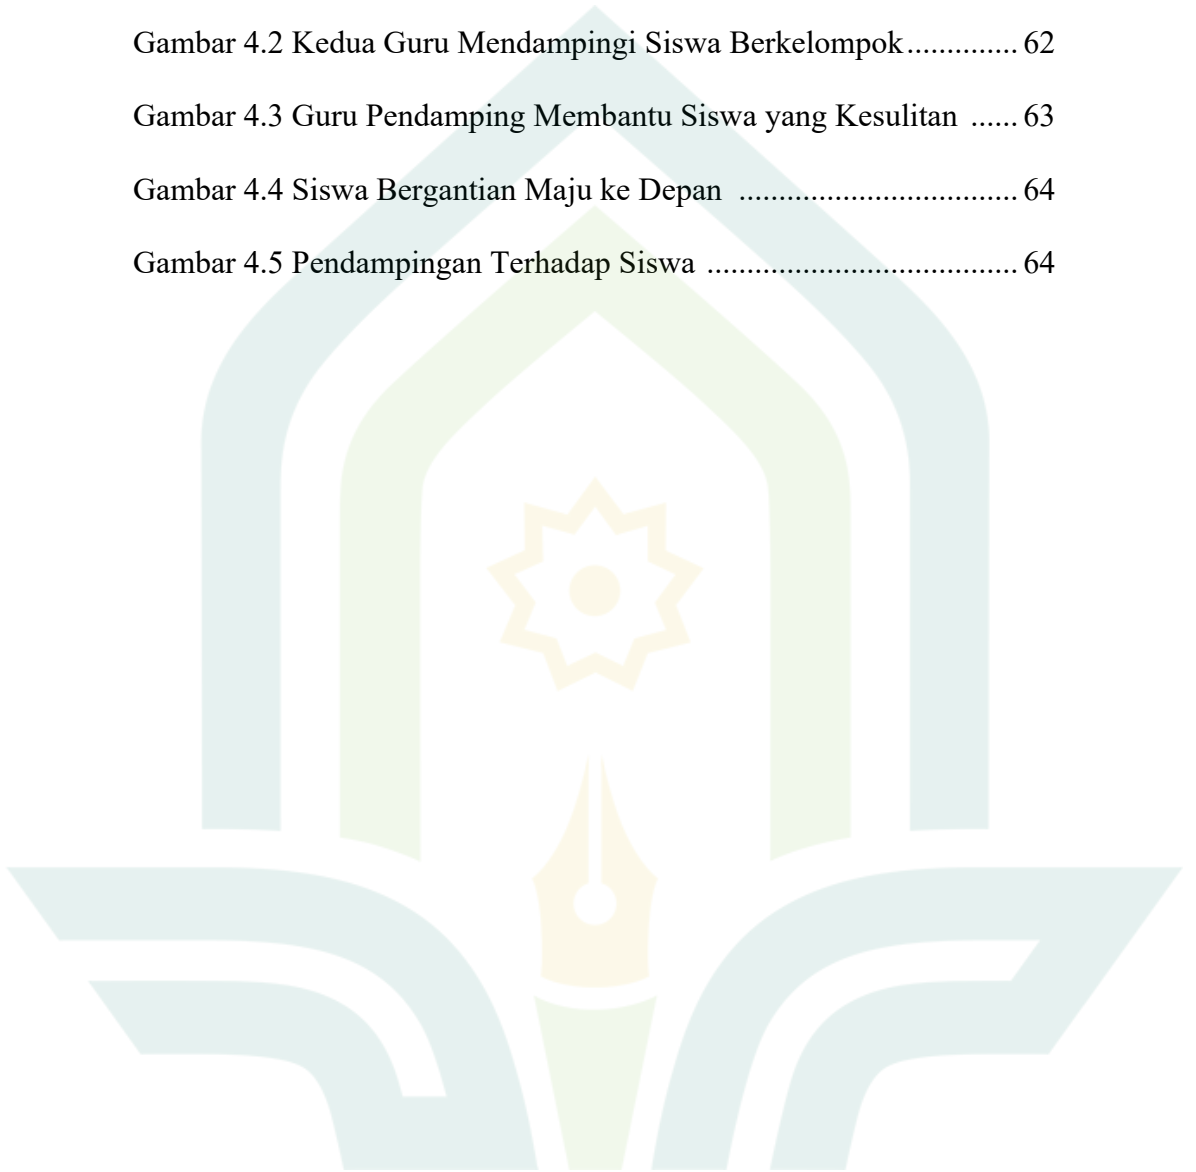 Gambar 4.2 Kedua Guru Mendampingi Siswa Berkelompok.............. 62
Gambar 4.3 Guru Pendamping Membantu Siswa yang Kesulitan ...... 63
Gambar 4.4 Siswa Bergantian Maju ke Depan ................................... 64
Gambar 4.5 Pendampingan Terhadap Siswa ....................................... 64